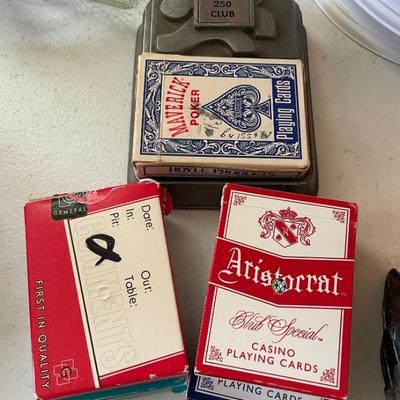 250
CLUB
MAVERICK
POKER
Playing Cards
HOYLE PRODUCTS
GEMSEAL
Date:
In:
Pit:
Out:
Table:
FIRST IN QUALITY
G
Aristocrat
Club Special
CASINO
PLAYING CARDS
PLAYING CARDS